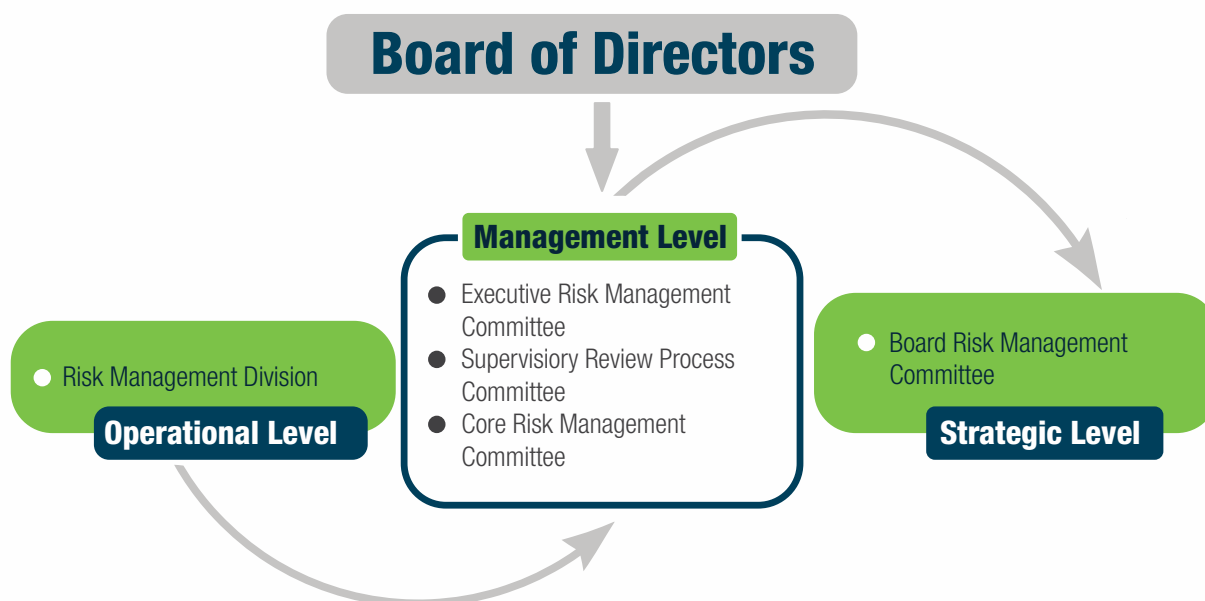 Board of Directors
Management Level
Executive Risk Management
Committee
Supervisiory Review Process
Committee
Core Risk Management
Committee
Risk Management Division
Operational Level
Board Risk Management
Committee
Strategic Level